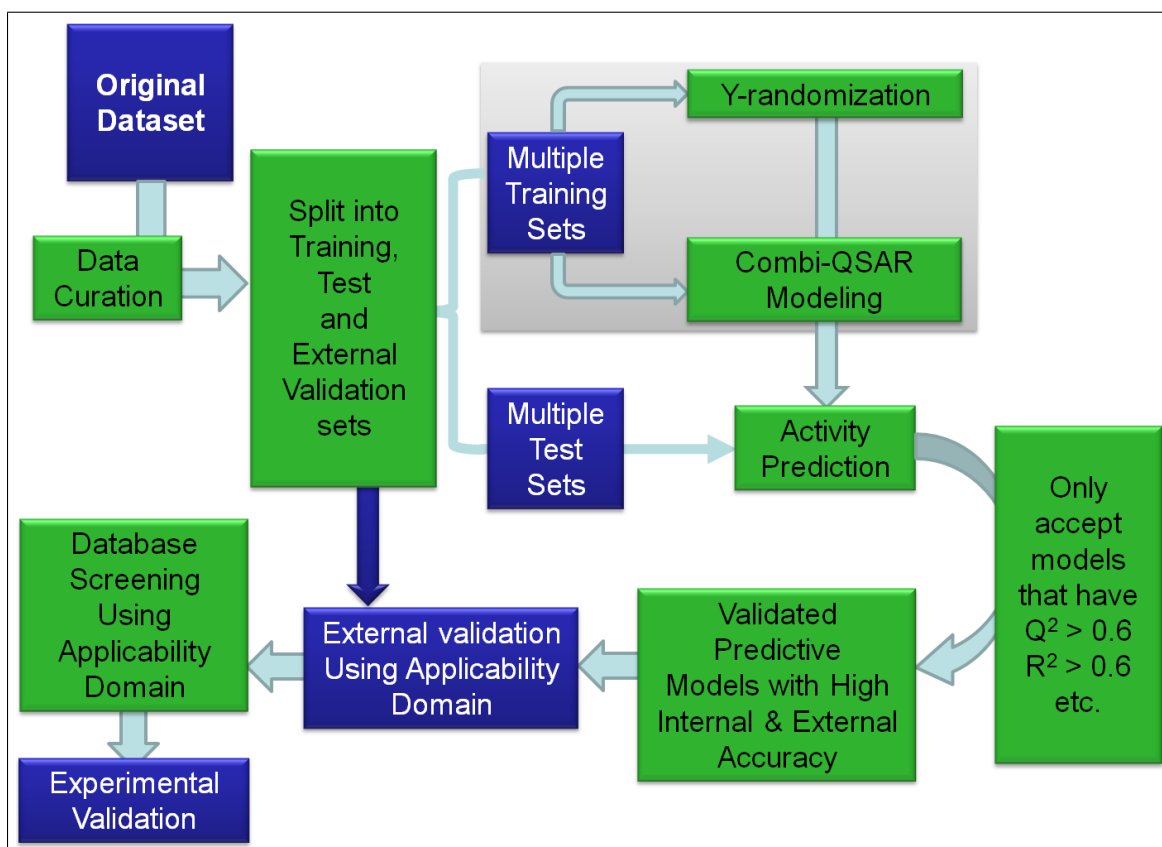 Original
Dataset
Data
Curation
Split into
Training,
Test
and
External
Validation
sets
Multiple
Training
Sets
Y-randomization
Combi-QSAR
Modeling
Multiple
Test
Sets
Activity
Prediction
Only
accept
models
that have
Q² > 0.6
R² > 0.6
etc.
Validated
Predictive
Models with High
Internal & External
Accuracy
External validation
Using Applicability
Domain
Database
Screening
Using
Applicability
Domain
Experimental
Validation